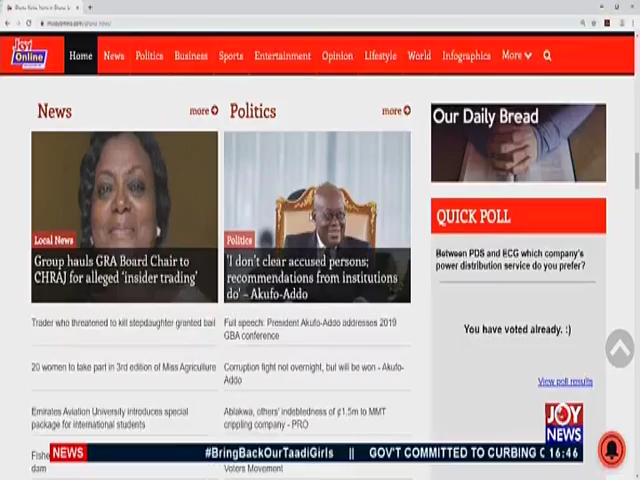 JOY
Online
Home
News
Politics
Business
Sports
Entertainment
Opinion
Lifestyle
World
Infographics
More
News
more
Politics
more
Our Daily Bread
Local News
Group hauls GRA Board Chair to
CHRAJ for alleged 'insider trading'
Politics
'I don't clear accused persons;
recommendations from institutions
do' – Akufo-Addo
QUICK POLL
Between PDS and ECG which company's
power distribution service do you prefer?
You have voted already. :)
View poll results
Trader who threatened to kill stepdaughter granted bail
Full speech: President Akufo-Addo addresses 2019
GBA conference
20 women to take part in 3rd edition of Miss Agriculture
Corruption fight not overnight, but will be won - Akufo-
Addo
Emirates Aviation University introduces special
package for international students
Ablakwa, others' indebtedness of ¢1.5m to MMT
crippling company - PRO
Fishe
dam
Voters Movement
JOY
NEWS
NEWS
#BringBackOurTaadiGirls || GOV'T COMMITTED TO CURBING C
16:46